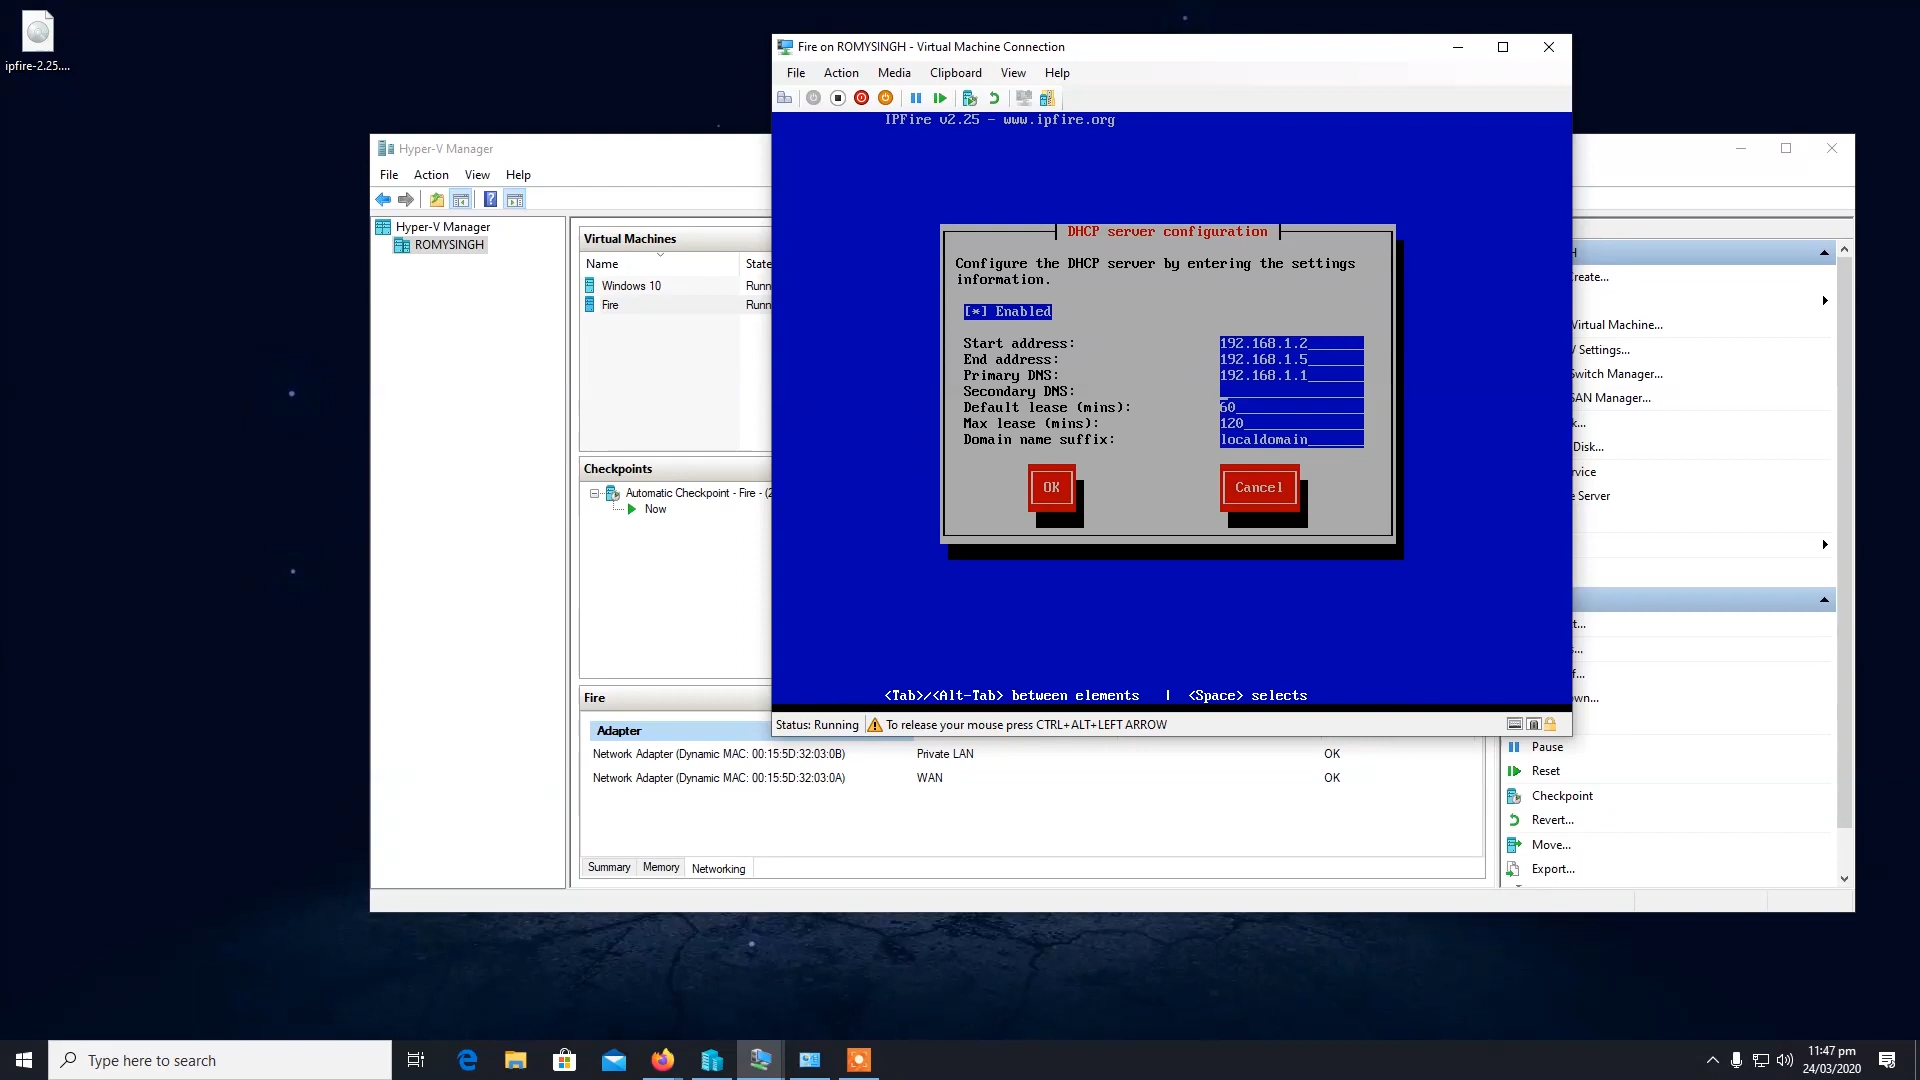 ipfire-2.25....
Fire on ROMYSINGH - Virtual Machine Connection
File Action Media Clipboard View Help
IPFire v2.25 - www.ipfire.org
DHCP server configuration
Configure the DHCP server by entering the settings
information.
[*] Enabled
Start address: 192.168.1.2
End address: 192.168.1.5
Primary DNS: 192.168.1.1
Secondary DNS:
Default lease (mins): 60
Max lease (mins): 120
Domain name suffix: localdomain
OK Cancel
<Tab>/<Alt-Tab> between elements | <Space> selects
Status: Running To release your mouse press CTRL+ALT+LEFT ARROW
Hyper-V Manager
File Action View Help
Hyper-V Manager
ROMYSINGH
Virtual Machines
Name State
Windows 10 Runn
Fire Runn
Checkpoints
Automatic Checkpoint - Fire - (2
Now
Fire
Adapter
Network Adapter (Dynamic MAC: 00:15:5D:32:03:0B) Private LAN OK
Network Adapter (Dynamic MAC: 00:15:5D:32:03:0A) WAN OK
Summary Memory Networking
H
reate...
Virtual Machine...
/ Settings...
Switch Manager...
SAN Manager...
k...
Disk...
rvice
e Server
t...
s...
f...
own...
Pause
Reset
Checkpoint
Revert...
Move...
Export...
Type here to search
11:47 pm
24/03/2020